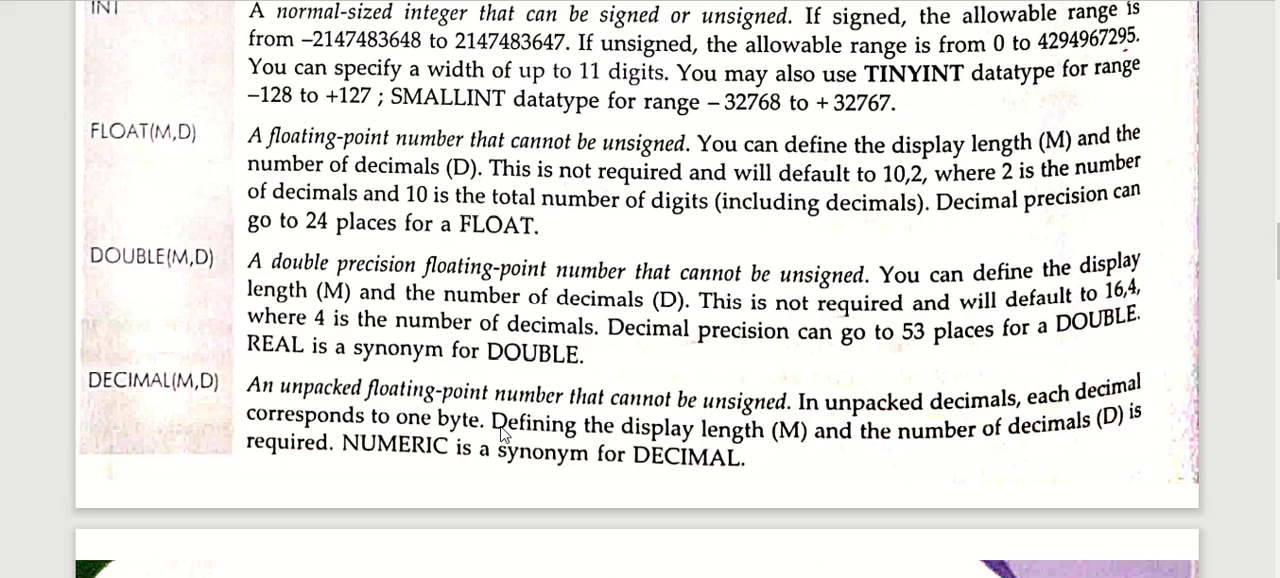 INT
A normal-sized integer that can be signed or unsigned. If signed, the allowable range is
from –2147483648 to 2147483647. If unsigned, the allowable range is from 0 to 4294967295.
You can specify a width of up to 11 digits. You may also use TINYINT datatype for range
–128 to +127 ; SMALLINT datatype for range – 32768 to + 32767.
FLOAT(M,D)
A floating-point number that cannot be unsigned. You can define the display length (M) and the
number of decimals (D). This is not required and will default to 10,2, where 2 is the number
of decimals and 10 is the total number of digits (including decimals). Decimal precision can
go to 24 places for a FLOAT.
DOUBLE(M,D)
A double precision floating-point number that cannot be unsigned. You can define the display
length (M) and the number of decimals (D). This is not required and will default to 16,4,
where 4 is the number of decimals. Decimal precision can go to 53 places for a DOUBLE.
REAL is a synonym for DOUBLE.
DECIMAL(M,D)
An unpacked floating-point number that cannot be unsigned. In unpacked decimals, each decimal
corresponds to one byte. Defining the display length (M) and the number of decimals (D) is
required. NUMERIC is a synonym for DECIMAL.